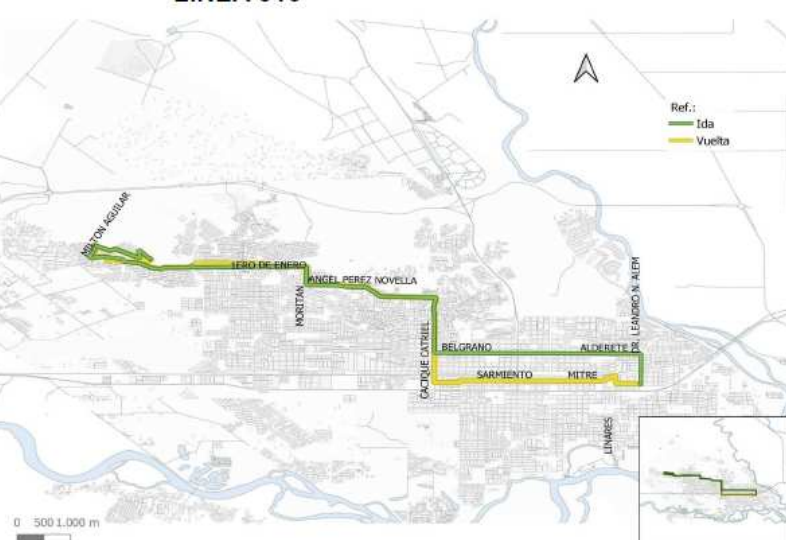 Ref.:
Ida
Vuelta
MILTON AGUILAR
1ERO DE ENERO
ANGEL PEREZ NOVELLA
MORITAN
DR. LEANDRO N. ALEM
CACIQUE CATRIEL
BELGRANO
ALDERETE
SARMIENTO
MITRE
LINARES
0 500 1.000 m